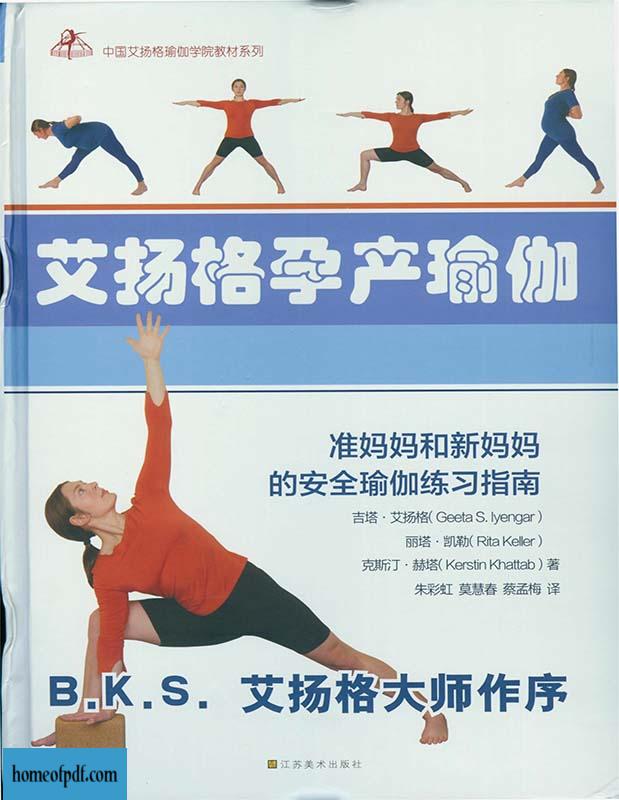 中国艾扬格瑜伽学院教材系列
艾扬格孕产瑜伽
准妈妈和新妈妈
的安全瑜伽练习指南
吉塔·艾扬格(Geeta S. Iyengar)
丽塔·凯勒(Rita Keller)
克斯汀·赫塔(Kerstin Khattab)著
朱彩虹 莫慧春 蔡孟梅 译
B.K.S. 艾扬格大师作序
江苏美术出版社
homeofpdf.com